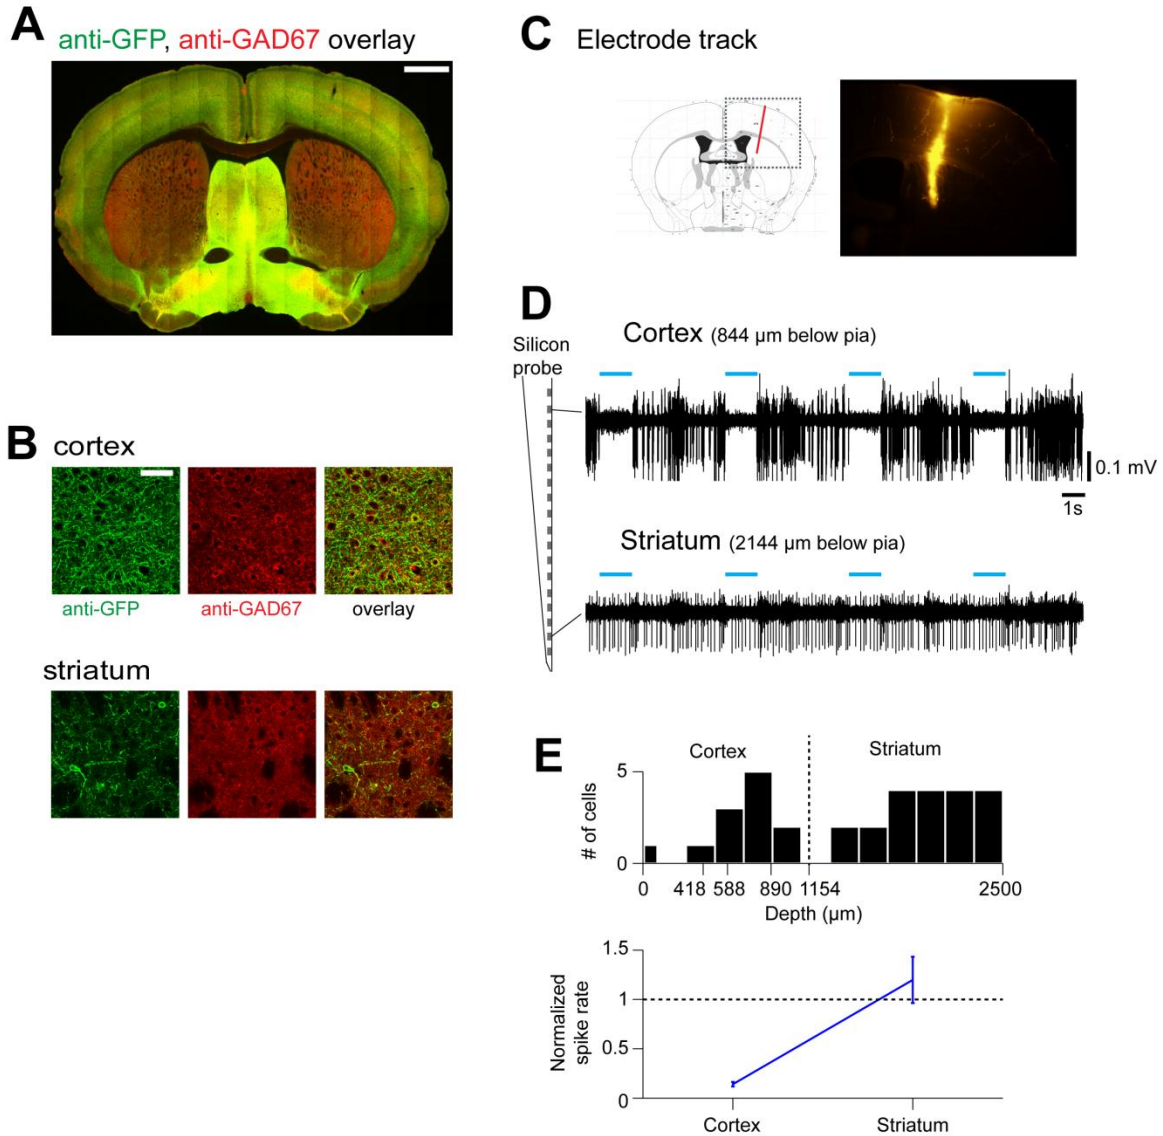 A
anti-GFP, anti-GAD67 overlay
B
cortex
anti-GFP
anti-GAD67
overlay
striatum
C
Electrode track
D
Silicon
probe
Cortex (844 µm below pia)
0.1 mV
1s
Striatum (2144 µm below pia)
E
Cortex
Striatum
# of cells
5
0
0
418
588
890
1154
2500
Depth (µm)
Normalized
spike rate
1.5
1
0.5
0
Cortex
Striatum